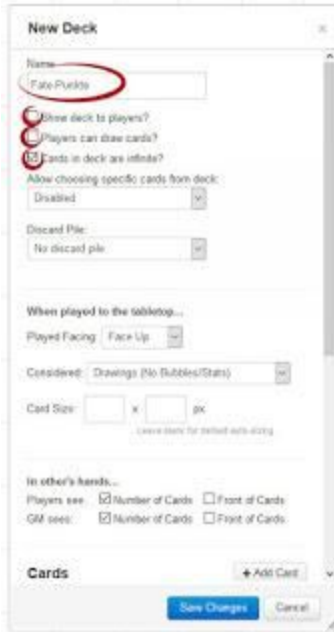 New Deck
×
Name
Fate-Punkte
Show deck to players?
Players can draw cards?
Cards in deck are infinite?
Allow choosing specific cards from deck:
Disabled
Discard Pile:
No discard pile
When played to the tabletop...
Played Facing: Face Up
Considered: Drawings (No Bubbles/Stats)
Card Size: x px
Leave blank for default auto-sizing
In other's hands...
Players see: Number of Cards Front of Cards
GM sees: Number of Cards Front of Cards
Cards + Add Card
Save Changes Cancel